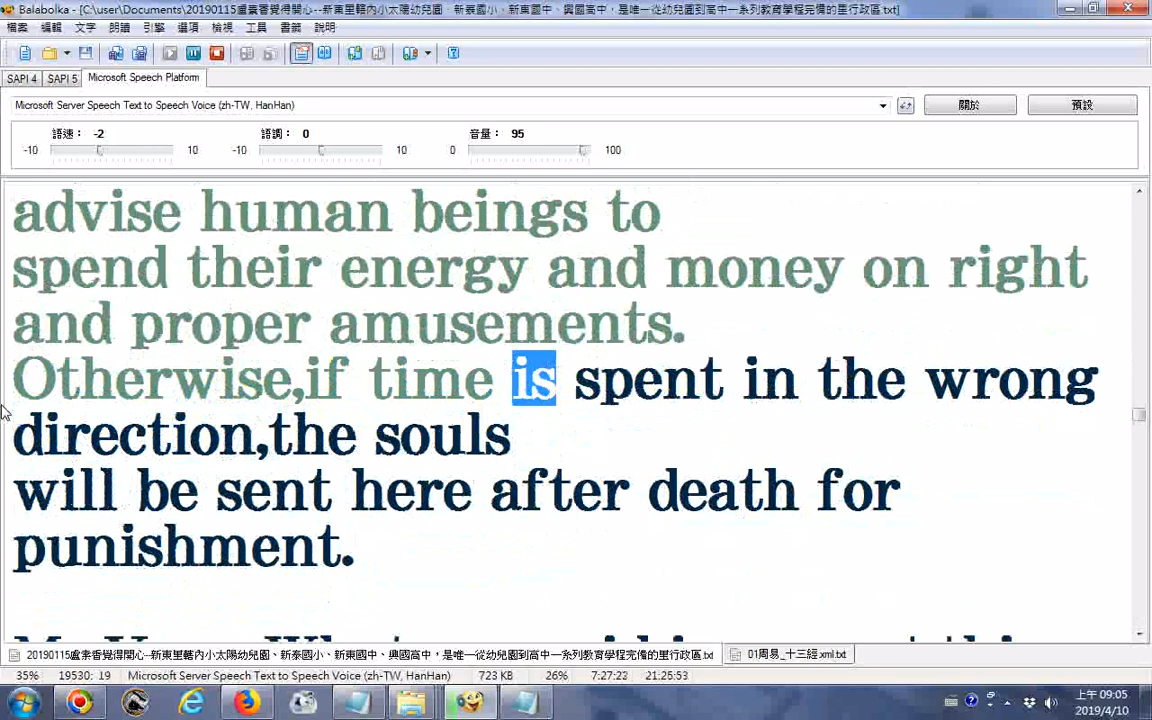 Balabolka - [C:\user\Documents\20190115盧素香覺得開心--新東里轄內小太陽幼兒園、新泰國小、新東國中、興國高中，是唯一從幼兒園到高中一系列教育學程完備的里行政區.txt]
檔案 編輯 文字 朗讀 引擎 選項 檢視 工具 書籤 說明
SAPI 4 SAPI 5 Microsoft Speech Platform
Microsoft Server Speech Text to Speech Voice (zh-TW, HanHan) 關於 預設
語速： -2 語調： 0 音量： 95
-10 10 -10 10 0 100
advise human beings to
spend their energy and money on right
and proper amusements.
Otherwise,if time is spent in the wrong
direction,the souls
will be sent here after death for
punishment.
20190115盧素香覺得開心--新東里轄內小太陽幼兒園、新泰國小、新東國中、興國高中，是唯一從幼兒園到高中一系列教育學程完備的里行政區.txt 01周易_十三經.xml.txt
35% 19530: 19 Microsoft Server Speech Text to Speech Voice (zh-TW, HanHan) 723 KB 26% 7:27:23 21:25:53
上午 09:05
2019/4/10